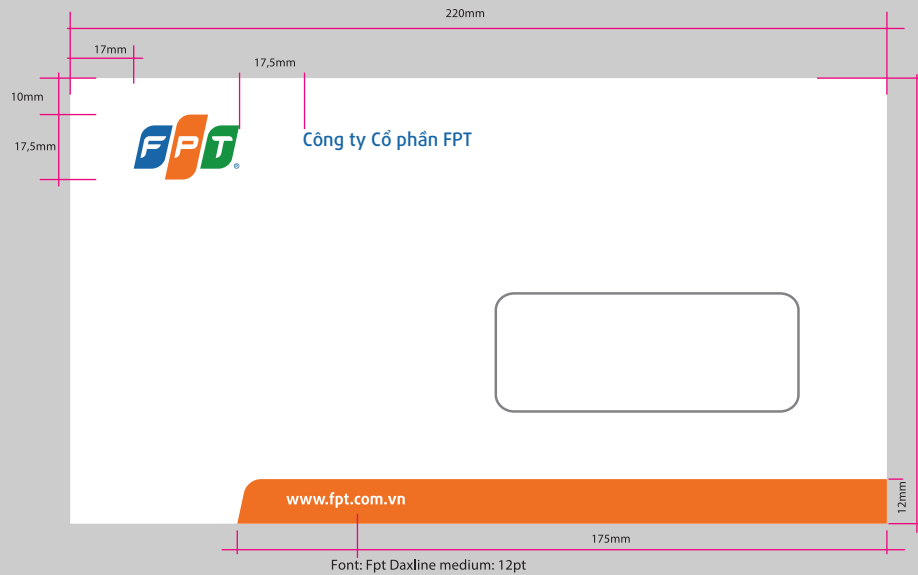 220mm
17mm
17,5mm
10mm
17,5mm
FPT®
Công ty Cổ phần FPT
www.fpt.com.vn
12mm
175mm
Font: Fpt Daxline medium: 12pt